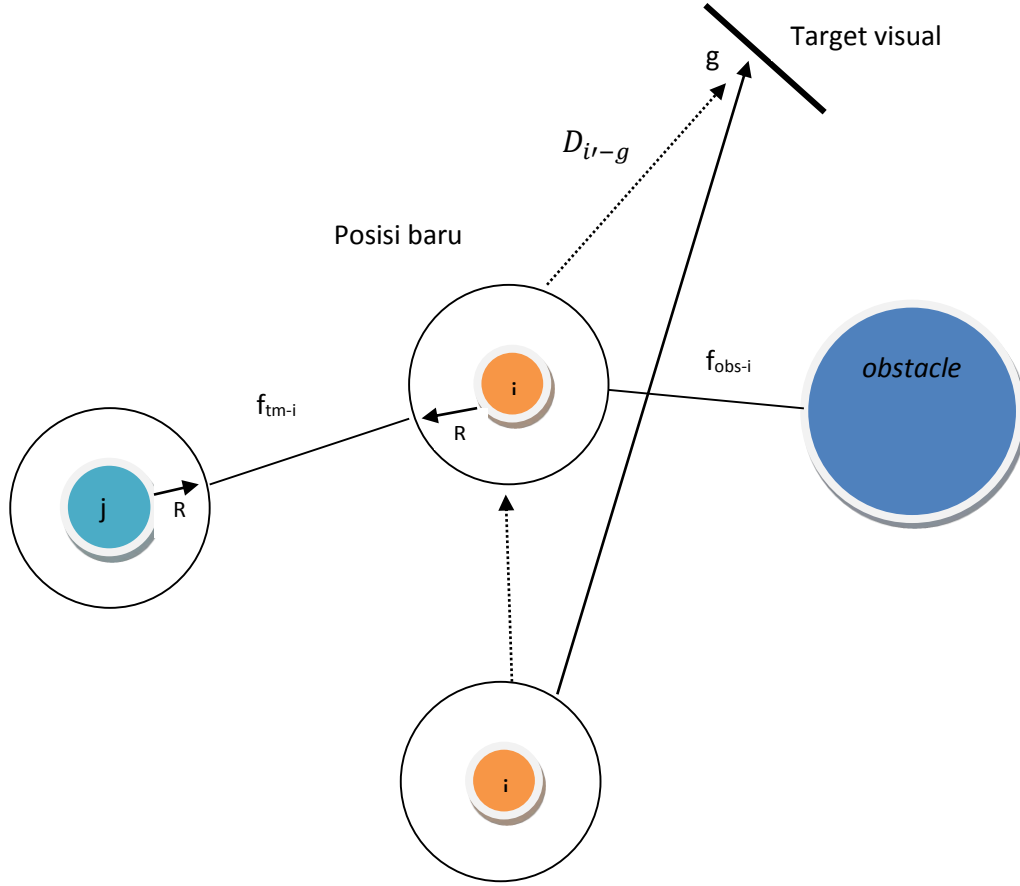 Target visual
g
D_{i'-g}
Posisi baru
f_{obs-i}
obstacle
i
f_{tm-i}
R
j
R
i